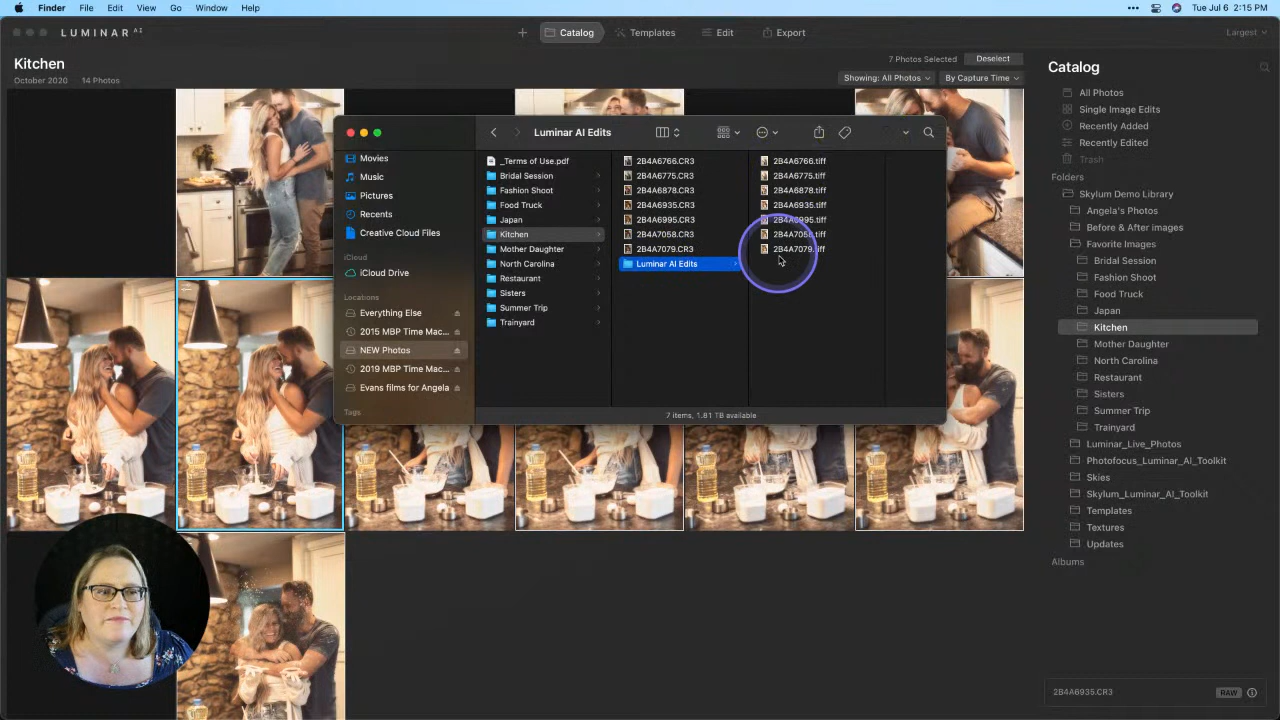 Finder File Edit View Go Window Help
Tue Jul 6 2:15 PM
LUMINAR AI
Catalog
Templates
Edit
Export
Largest
Kitchen
October 2020 14 Photos
7 Photos Selected
Deselect
Showing: All Photos
By Capture Time
Luminar AI Edits
Movies
Music
Pictures
Recents
Creative Cloud Files
iCloud
iCloud Drive
Locations
Everything Else
2015 MBP Time Mac...
NEW Photos
2019 MBP Time Mac...
Evans films for Angela
Tags
_Terms of Use.pdf
Bridal Session
Fashion Shoot
Food Truck
Japan
Kitchen
Mother Daughter
North Carolina
Restaurant
Sisters
Summer Trip
Trainyard
2B4A6766.CR3
2B4A6775.CR3
2B4A6878.CR3
2B4A6935.CR3
2B4A6995.CR3
2B4A7058.CR3
2B4A7079.CR3
Luminar AI Edits
2B4A6766.tiff
2B4A6775.tiff
2B4A6878.tiff
2B4A6935.tiff
2B4A6995.tiff
2B4A7058.tiff
2B4A7079.tiff
7 items, 1.81 TB available
Catalog
All Photos
Single Image Edits
Recently Added
Recently Edited
Trash
Folders
Skylum Demo Library
Angela's Photos
Before & After images
Favorite Images
Bridal Session
Fashion Shoot
Food Truck
Japan
Kitchen
Mother Daughter
North Carolina
Restaurant
Sisters
Summer Trip
Trainyard
Luminar_Live_Photos
Photofocus_Luminar_AI_Toolkit
Skies
Skylum_Luminar_AI_Toolkit
Templates
Textures
Updates
Albums
2B4A6935.CR3
RAW